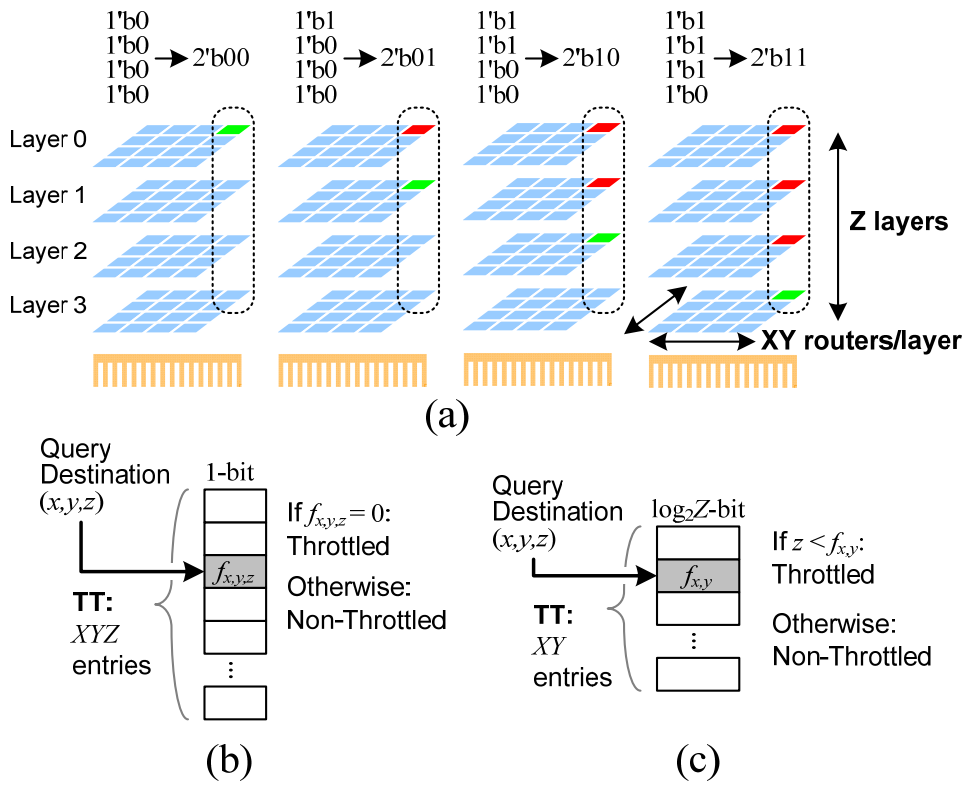 1'b0
1'b0
1'b0
1'b0
2'b00
1'b1
1'b0
1'b0
1'b0
2'b01
1'b1
1'b1
1'b0
1'b0
2'b10
1'b1
1'b1
1'b1
1'b0
2'b11
Layer 0
Layer 1
Layer 2
Layer 3
Z layers
XY routers/layer
(a)
Query
Destination
(x,y,z)
1-bit
fx,y,z
TT:
XYZ
entries
If fx,y,z = 0:
Throttled
Otherwise:
Non-Throttled
(b)
Query
Destination
(x,y,z)
log2Z-bit
fx,y
TT:
XY
entries
If z < fx,y:
Throttled
Otherwise:
Non-Throttled
(c)